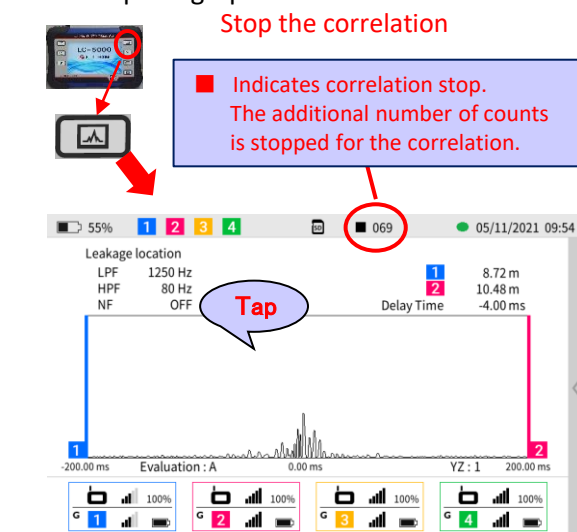 Stop the correlation
LC-5000
■ Indicates correlation stop.
The additional number of counts
is stopped for the correlation.
55% 1 2 3 4 SD ■ 069 05/11/2021 09:54
Leakage location
LPF 1250 Hz 1 8.72 m
HPF 80 Hz 2 10.48 m
NF OFF Delay Time -4.00 ms
Tap
1 2
-200.00 ms Evaluation : A 0.00 ms YZ : 1 200.00 ms
100% 100% 100% 100%
G 1 G 2 G 3 G 4